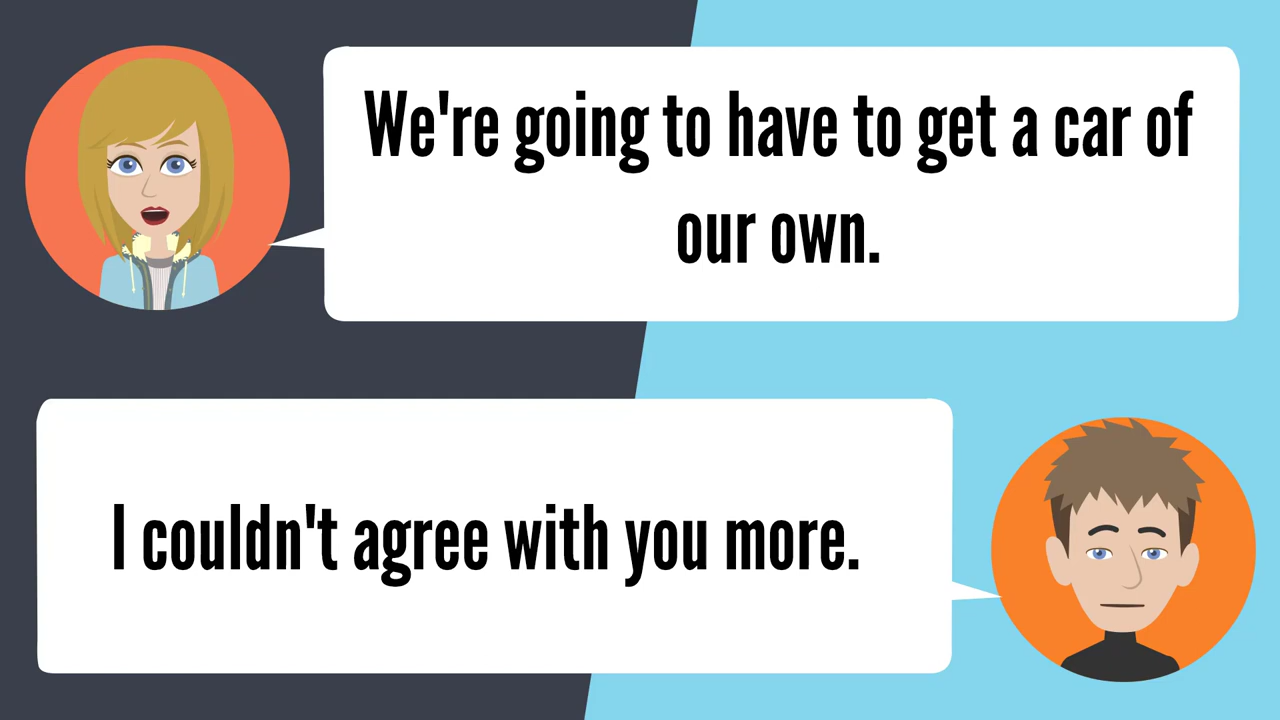 We're going to have to get a car of
our own.
I couldn't agree with you more.